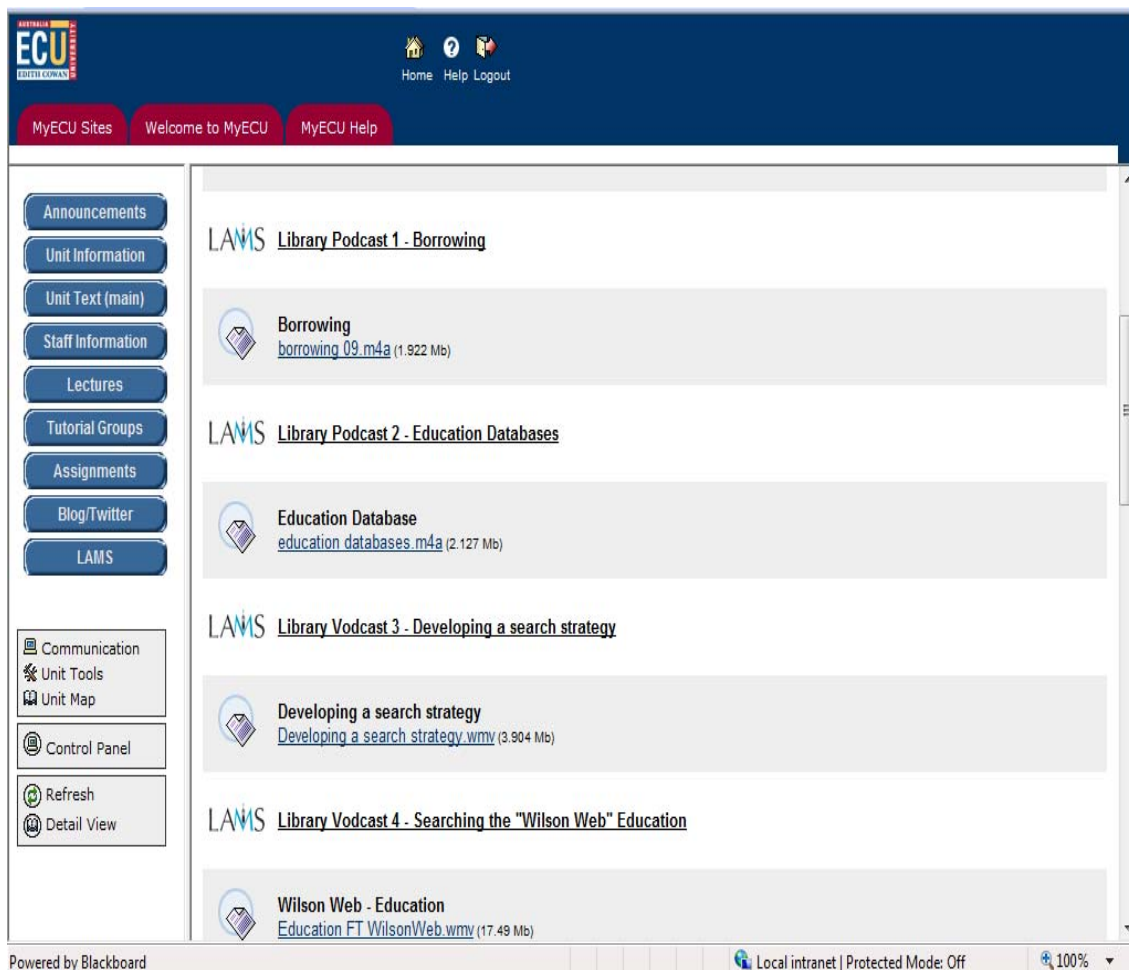 AUSTRALIA
ECU
EDITH COWAN
UNIVERSITY
Home Help Logout
MyECU Sites Welcome to MyECU MyECU Help
Announcements
Unit Information
Unit Text (main)
Staff Information
Lectures
Tutorial Groups
Assignments
Blog/Twitter
LAMS
Communication
Unit Tools
Unit Map
Control Panel
Refresh
Detail View
LAMS Library Podcast 1 - Borrowing
Borrowing
borrowing 09.m4a (1.922 Mb)
LAMS Library Podcast 2 - Education Databases
Education Database
education databases.m4a (2.127 Mb)
LAMS Library Vodcast 3 - Developing a search strategy
Developing a search strategy
Developing a search strategy.wmv (3.904 Mb)
LAMS Library Vodcast 4 - Searching the "Wilson Web" Education
Wilson Web - Education
Education FT WilsonWeb.wmv (17.49 Mb)
Powered by Blackboard Local intranet | Protected Mode: Off 100%